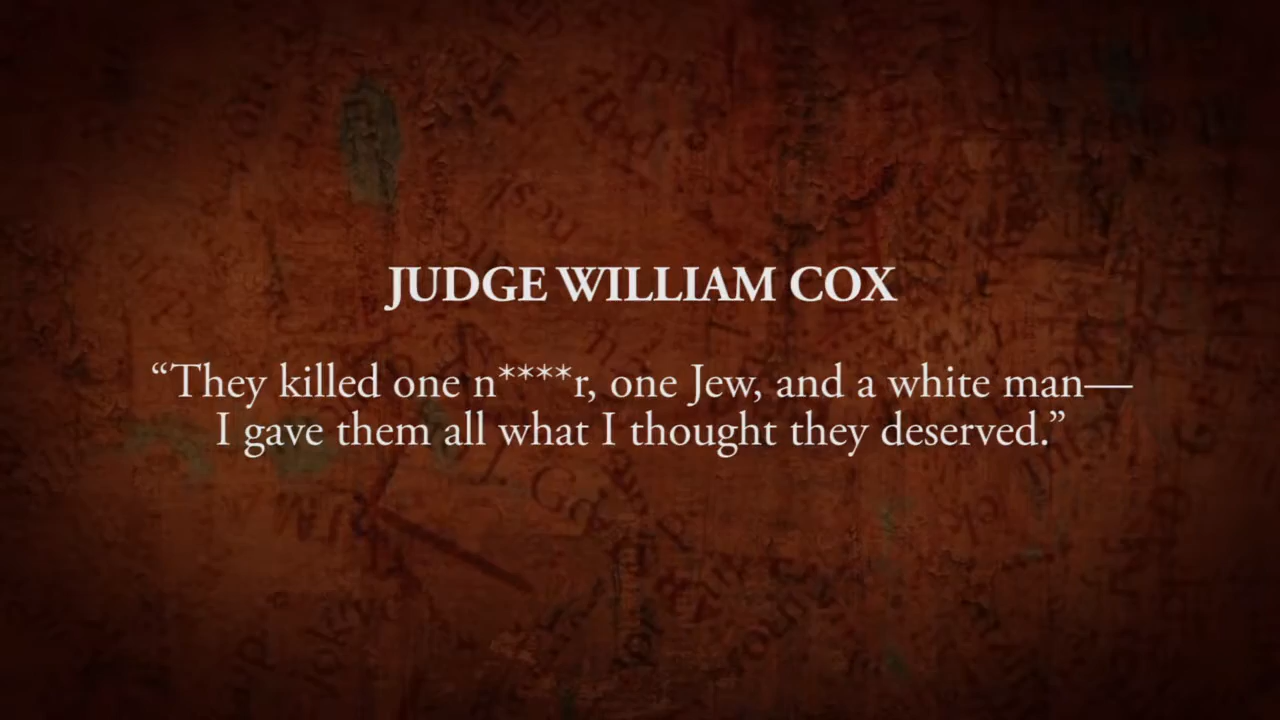 JUDGE WILLIAM COX
“They killed one n****r, one Jew, and a white man—
I gave them all what I thought they deserved.”